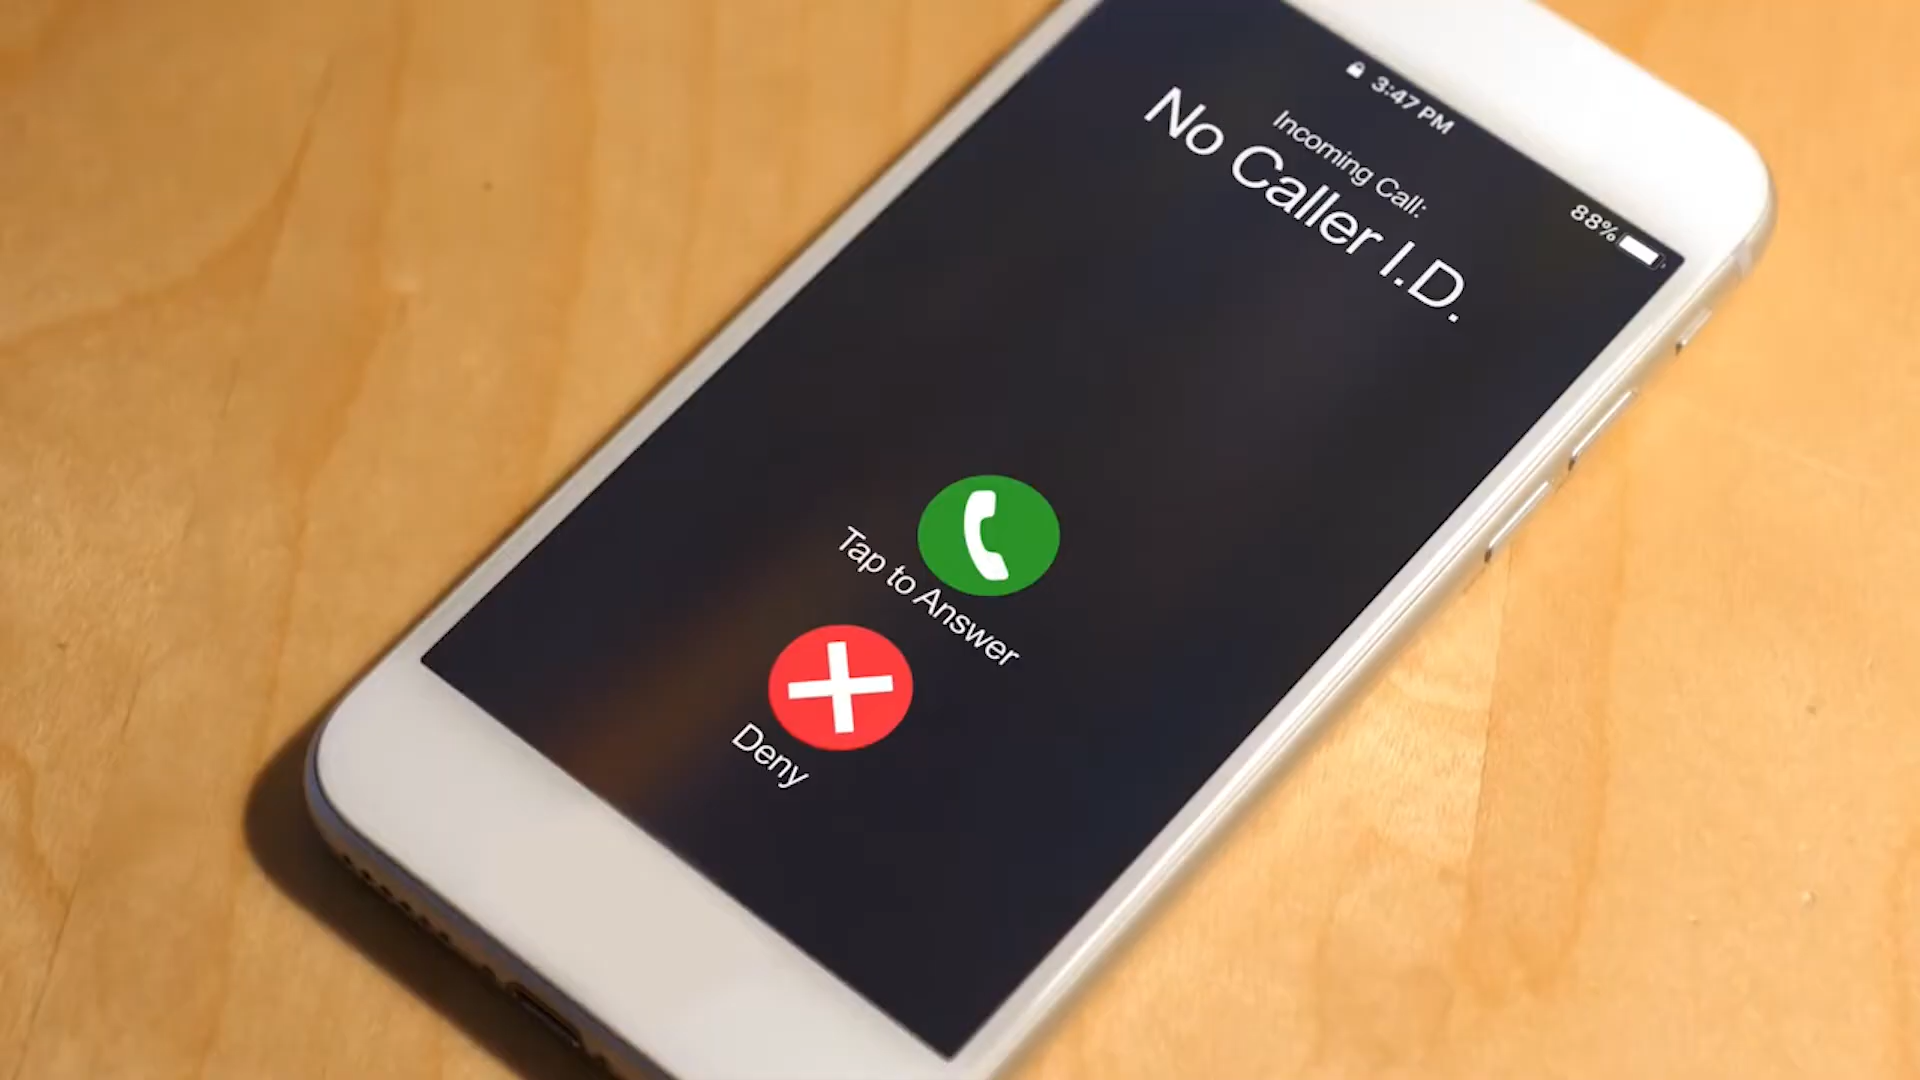 3:47 PM
88%
Incoming Call:
No Caller I.D.
Tap to Answer
Deny